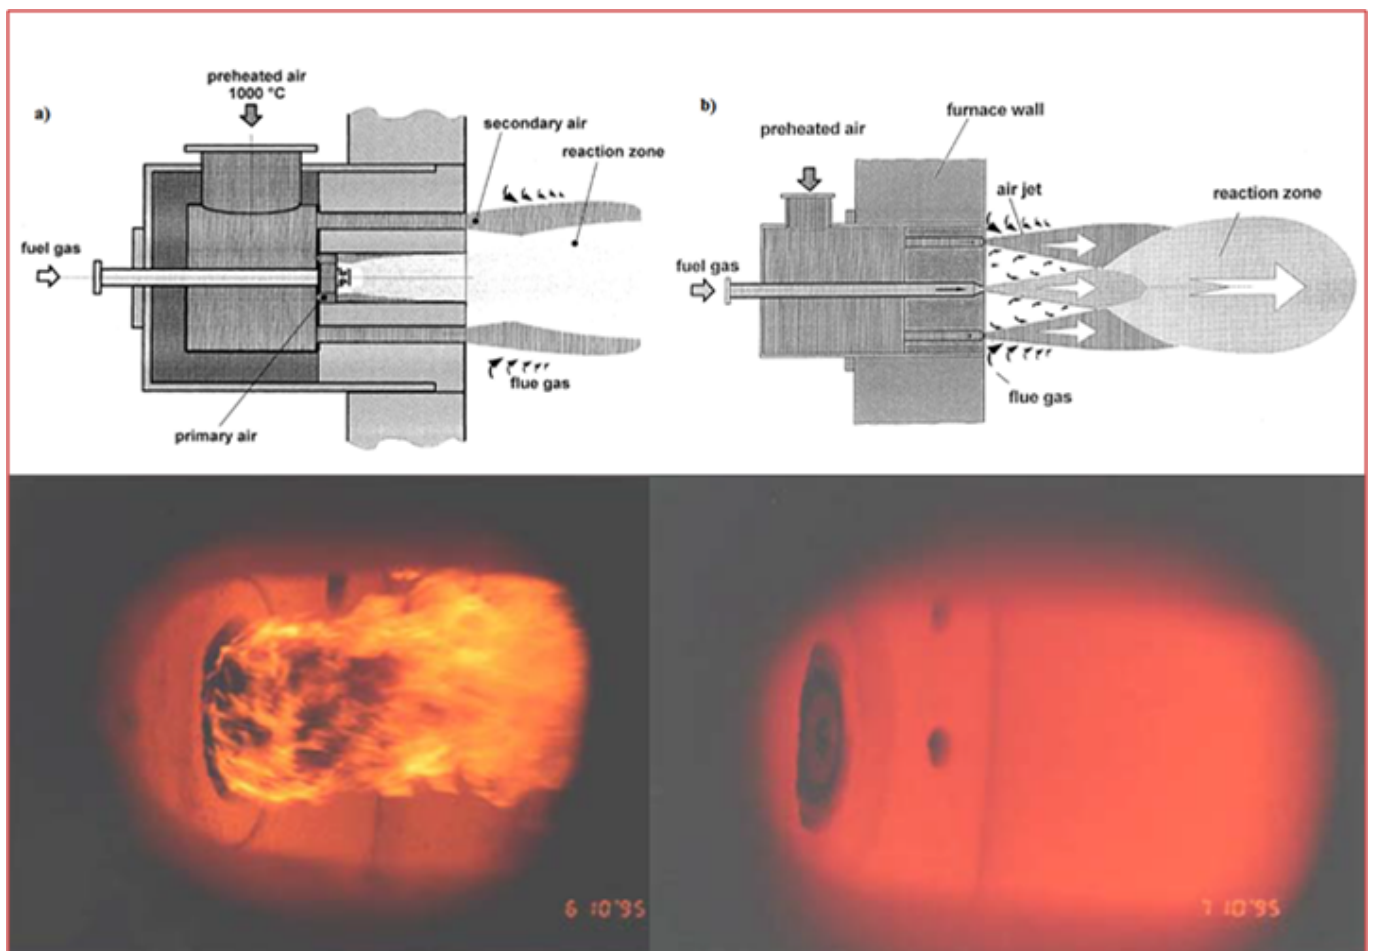 a)
preheated air
1000 °C
secondary air
reaction zone
fuel gas
flue gas
primary air
b)
furnace wall
preheated air
air jet
reaction zone
fuel gas
flue gas
6 10'95
7 10'95